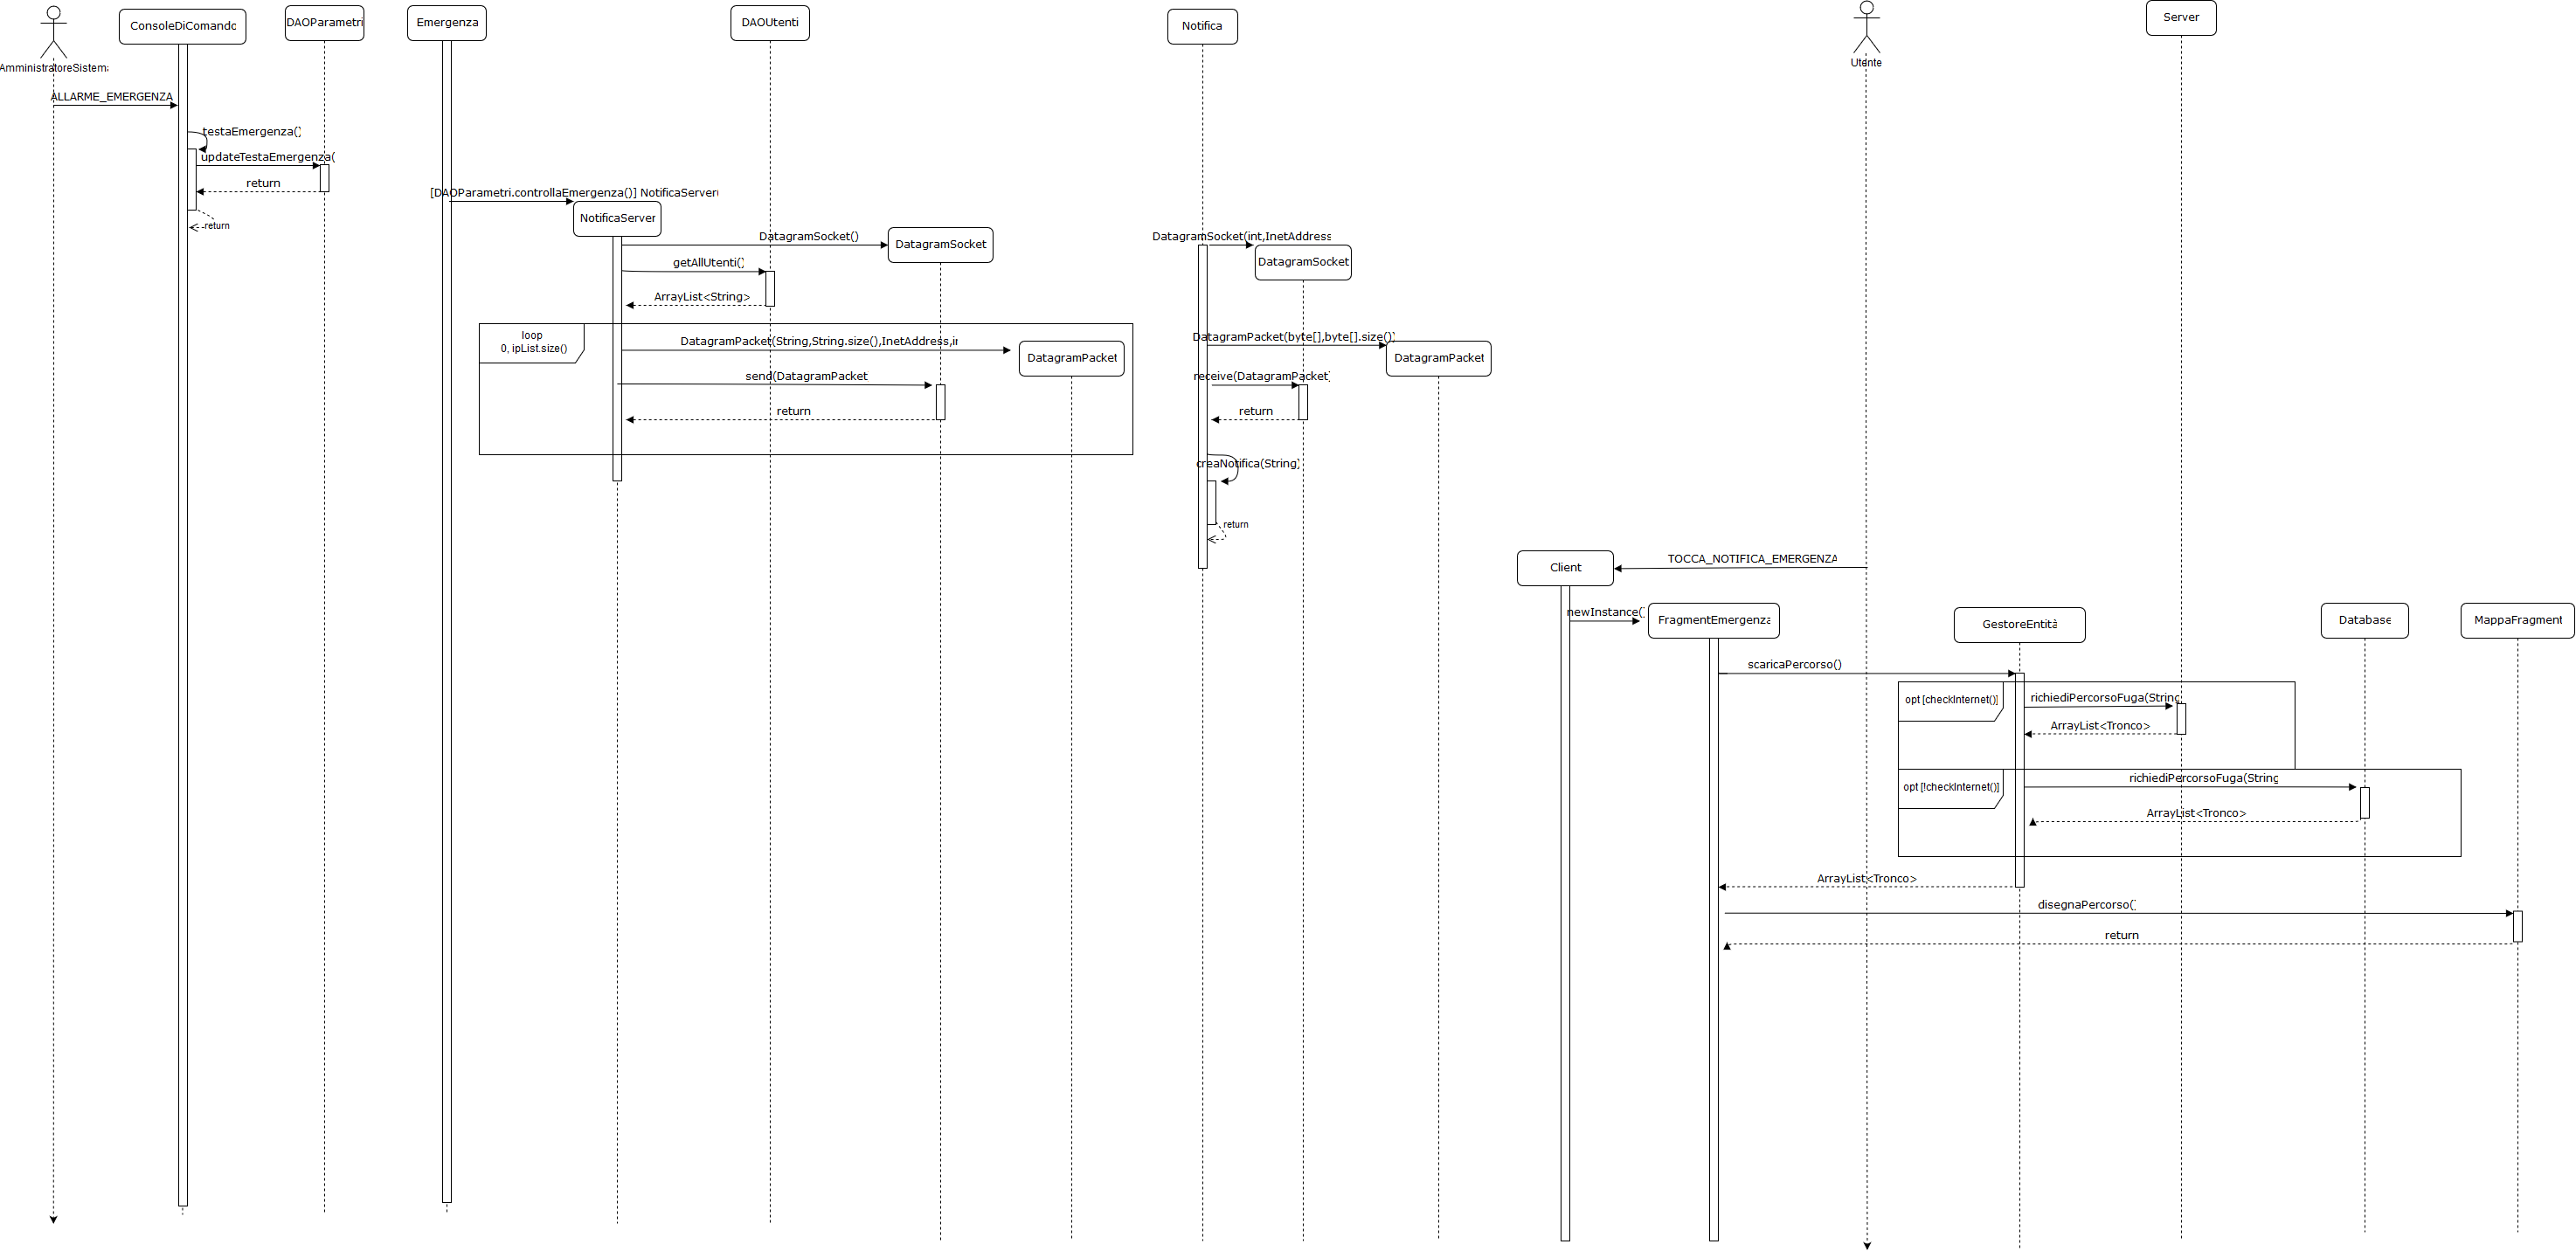 AmministratoreSistema
ConsoleDiComando
DAOParametri
Emergenza
DAOUtenti
Notifica
Utente
Server
ALLARME_EMERGENZA
testaEmergenza()
updateTestaEmergenza(
return
return
[DAOParametri.controllaEmergenza()] NotificaServer(
NotificaServer
DatagramSocket()
DatagramSocket
getAllUtenti()
ArrayList<String>
loop
0, ipList.size()
DatagramPacket(String,String.size(),InetAddress,in
DatagramPacket
send(DatagramPacket
return
DatagramSocket(int,InetAddress
DatagramSocket
DatagramPacket(byte[],byte[].size())
DatagramPacket
receive(DatagramPacket)
return
creaNotifica(String)
return
Client
TOCCA_NOTIFICA_EMERGENZA
newInstance()
FragmentEmergenza
GestoreEntità
Database
MappaFragment
scaricaPercorso()
opt [checkInternet()]
richiediPercorsoFuga(String
ArrayList<Tronco>
opt [!checkInternet()]
richiediPercorsoFuga(String
ArrayList<Tronco>
ArrayList<Tronco>
disegnaPercorso()
return